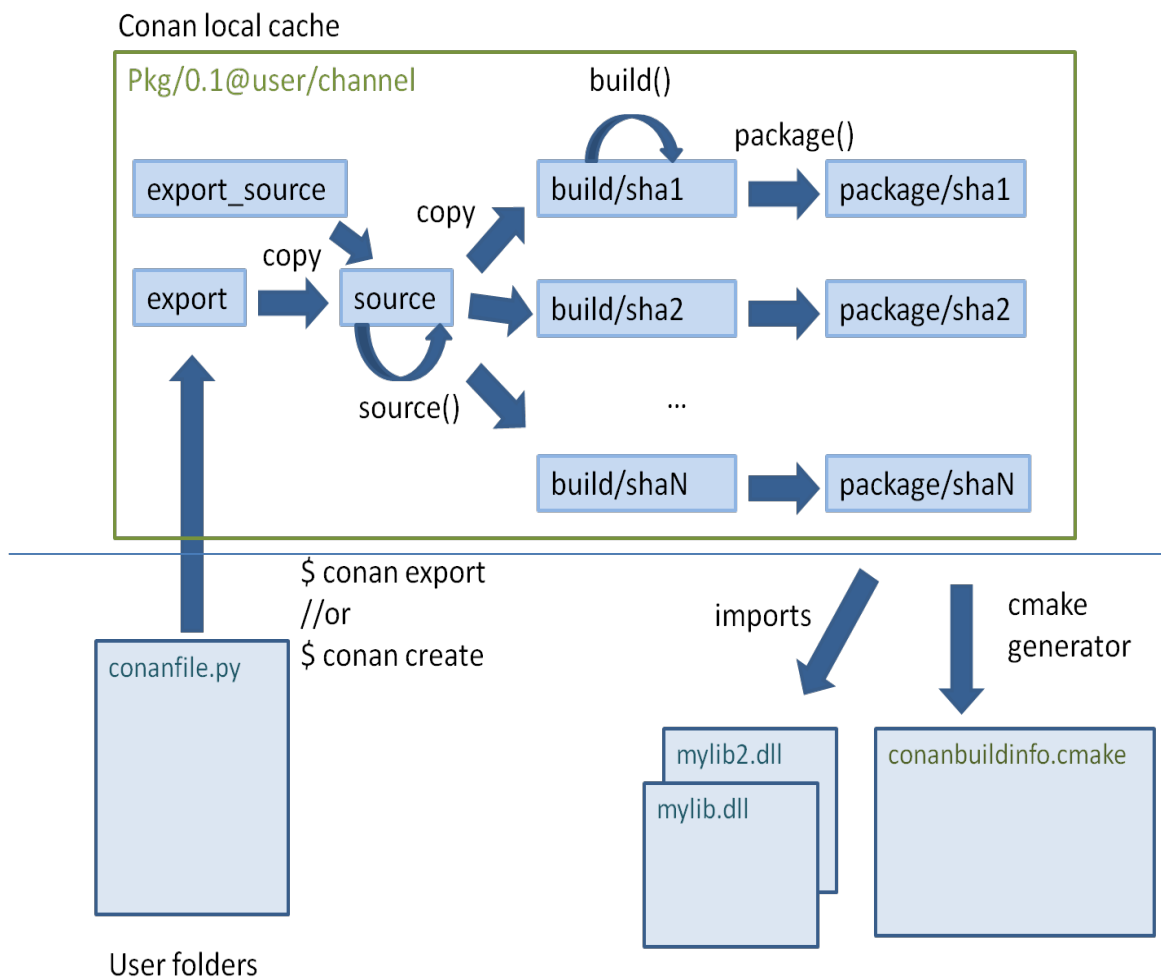 Conan local cache
Pkg/0.1@user/channel
build()
package()
export_source
build/sha1
package/sha1
copy
copy
export
source
build/sha2
package/sha2
source()
...
build/shaN
package/shaN
$ conan export
//or
$ conan create
imports
cmake
generator
conanfile.py
mylib2.dll
conanbuildinfo.cmake
mylib.dll
User folders